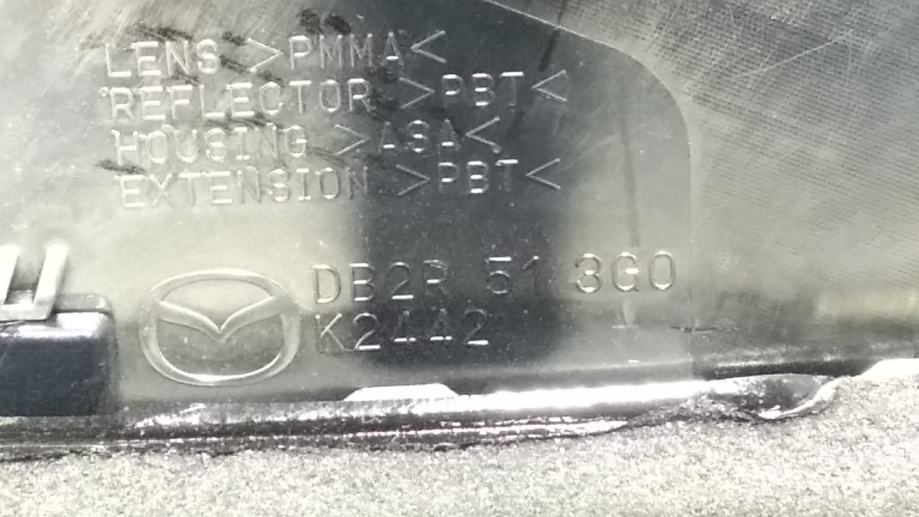 LENS >PMMA<
REFLECTOR >PBT<
HOUSING >ASA<
EXTENSION >PBT<
DB2R 51 3G0
K2442